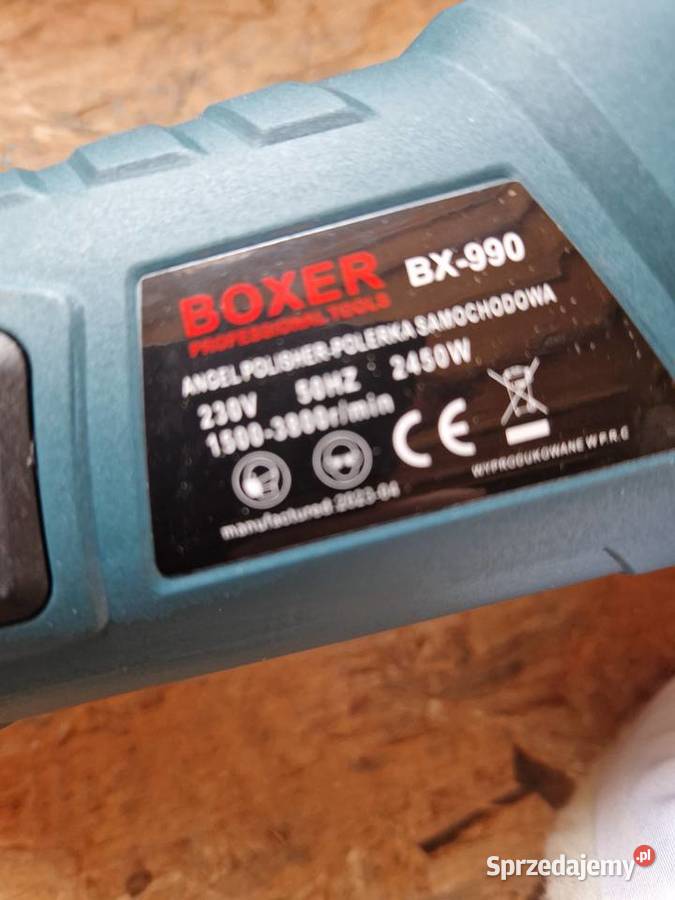 BOXER BX-990
PROFESSIONAL TOOLS
ANGEL POLISHER-POLERKA SAMOCHODOWA
230V 50HZ 2450W
1500-3000r/min
CE
manufactured 2023-04
WYPRODUKOWANE W P.R.C
Sprzedajemy.pl